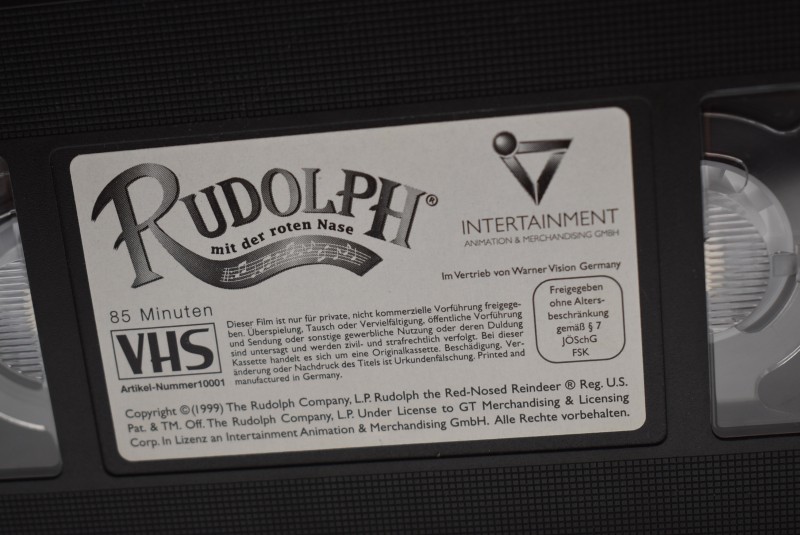 RUDOLPH®
mit der roten Nase
INTERTAINMENT
ANIMATION & MERCHANDISING GMBH
Im Vertrieb von Warner Vision Germany
85 Minuten
VHS
Artikel-Nummer10001
Dieser Film ist nur für private, nicht kommerzielle Vorführung freigege-
ben. Überspielung, Tausch oder Vervielfältigung, öffentliche Vorführung
und Sendung oder sonstige gewerbliche Nutzung oder deren Duldung
sind untersagt und werden zivil- und strafrechtlich verfolgt. Bei dieser
Kassette handelt es sich um eine Originalkassette. Beschädigung, Ver-
änderung oder Nachdruck des Titels ist Urkundenfälschung. Printed and
manufactured in Germany.
Freigegeben
ohne Alters-
beschränkung
gemäß § 7
JÖSchG
FSK
Copyright ©(1999) The Rudolph Company, L.P. Rudolph the Red-Nosed Reindeer ® Reg. U.S.
Pat. & TM. Off. The Rudolph Company, L.P. Under License to GT Merchandising & Licensing
Corp. In Lizenz an Intertainment Animation & Merchandising GmbH. Alle Rechte vorbehalten.